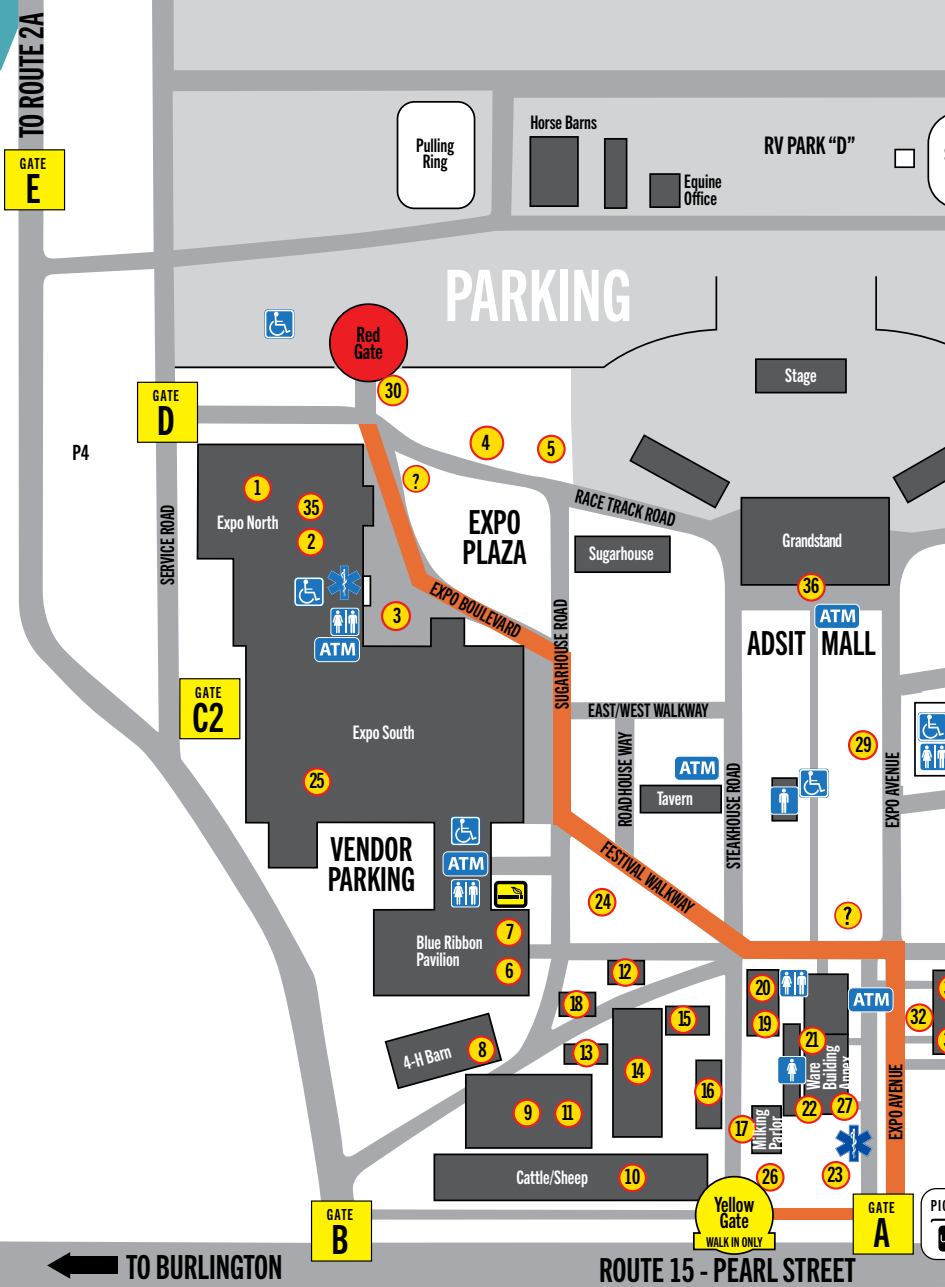 TO ROUTE 2A
GATE
E
Pulling
Ring
Horse Barns
Equine
Office
RV PARK “D”
PARKING
Red
Gate
30
Stage
GATE
D
P4
4
5
?
1
35
Expo North
2
SERVICE ROAD
EXPO
PLAZA
RACE TRACK ROAD
Sugarhouse
Grandstand
36
ATM
3
EXPO BOULEVARD
ATM
ADSIT MALL
SUGARHOUSE ROAD
GATE
C2
Expo South
25
EAST/WEST WALKWAY
ROADHOUSE WAY
ATM
Tavern
STEAKHOUSE ROAD
29
EXPO AVENUE
VENDOR
PARKING
ATM
FESTIVAL WALKWAY
24
?
7
Blue Ribbon
Pavilion
6
12
18
15
20
19
ATM
32
21
4-H Barn
8
13
14
16
Ware
Building
Annex
22
27
EXPO AVENUE
9
11
17
Milking
Parlor
Cattle/Sheep
10
26
23
GATE
B
Yellow
Gate
WALK IN ONLY
GATE
A
TO BURLINGTON
ROUTE 15 - PEARL STREET